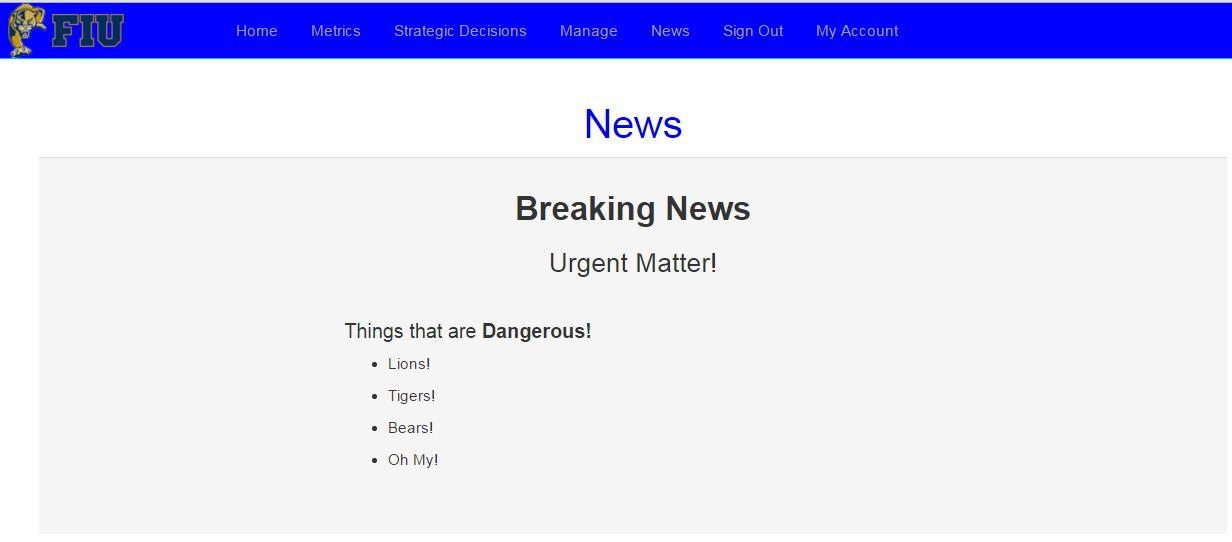 FIU Home Metrics Strategic Decisions Manage News Sign Out My Account
News
Breaking News
Urgent Matter!
Things that are Dangerous!
• Lions!
• Tigers!
• Bears!
• Oh My!